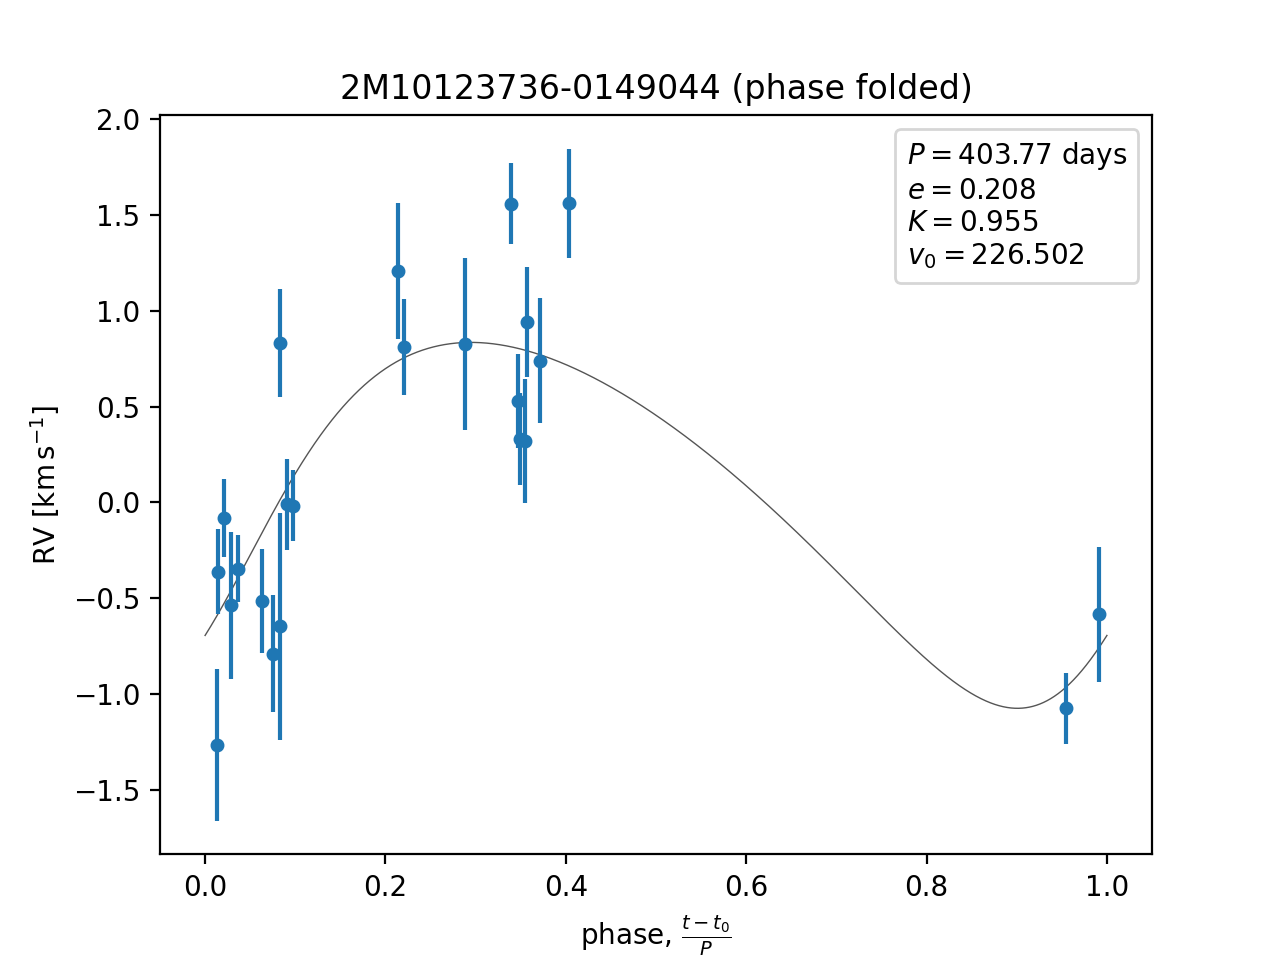 2M10123736-0149044 (phase folded)
P = 403.77 days
e = 0.208
K = 0.955
v₀ = 226.502
RV [km s⁻¹]
2.0
1.5
1.0
0.5
0.0
−0.5
−1.0
−1.5
0.0 0.2 0.4 0.6 0.8 1.0
phase, (t − t₀)/P